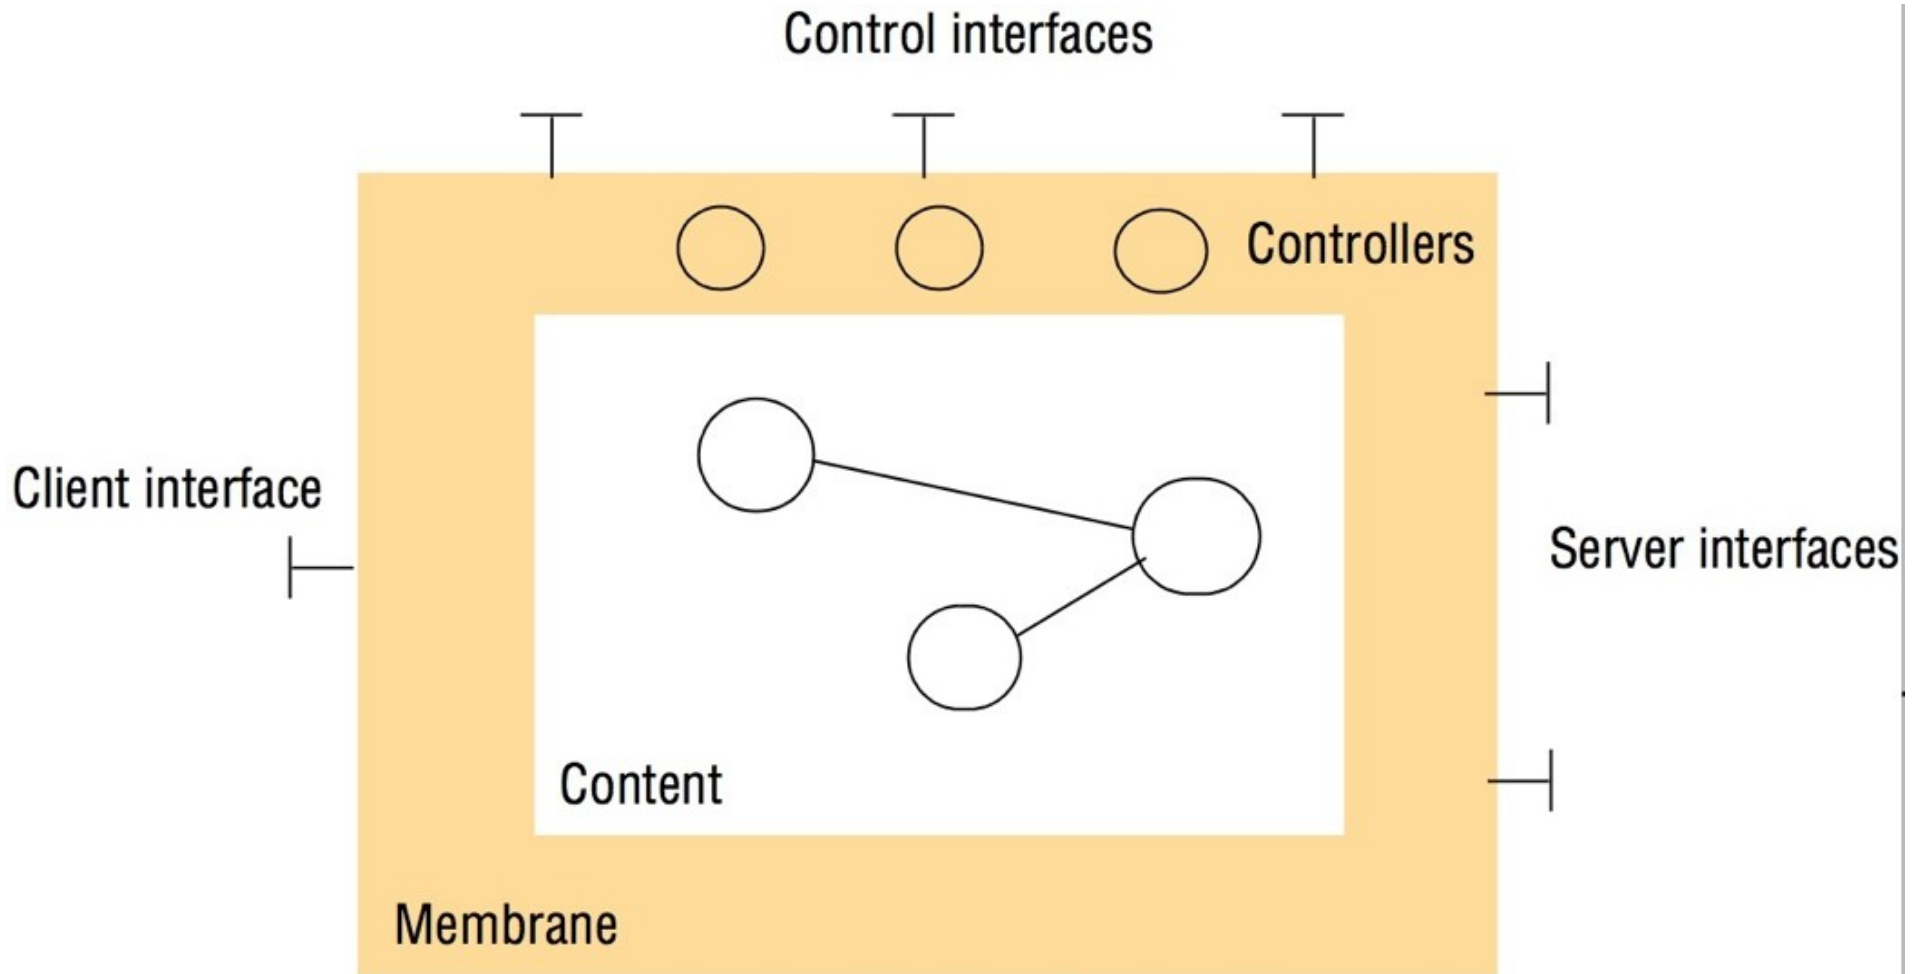 Control interfaces
Controllers
Client interface
Server interfaces
Content
Membrane